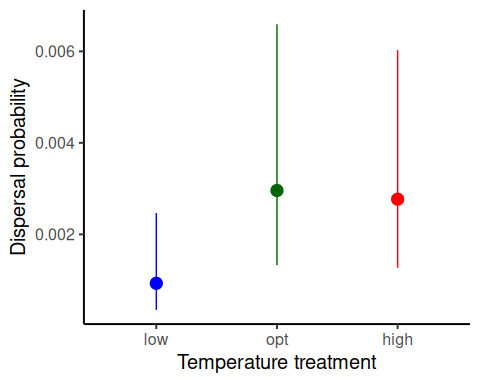 Dispersal probability
0.006
0.004
0.002
low opt high
Temperature treatment